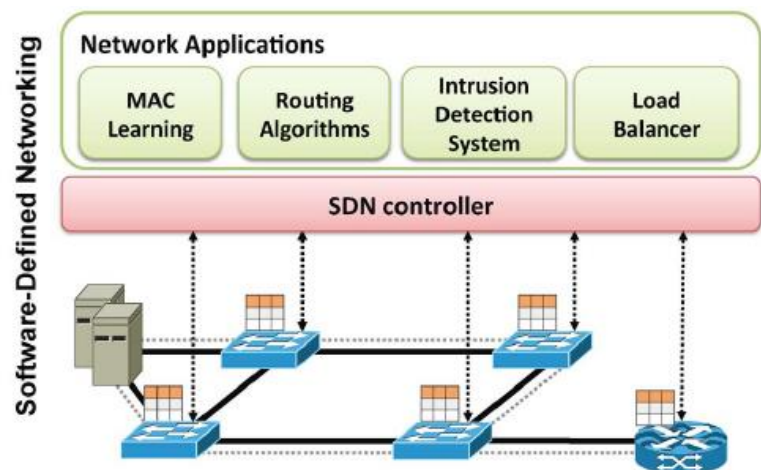 Software-Defined Networking
Network Applications
MAC
Learning
Routing
Algorithms
Intrusion
Detection
System
Load
Balancer
SDN controller